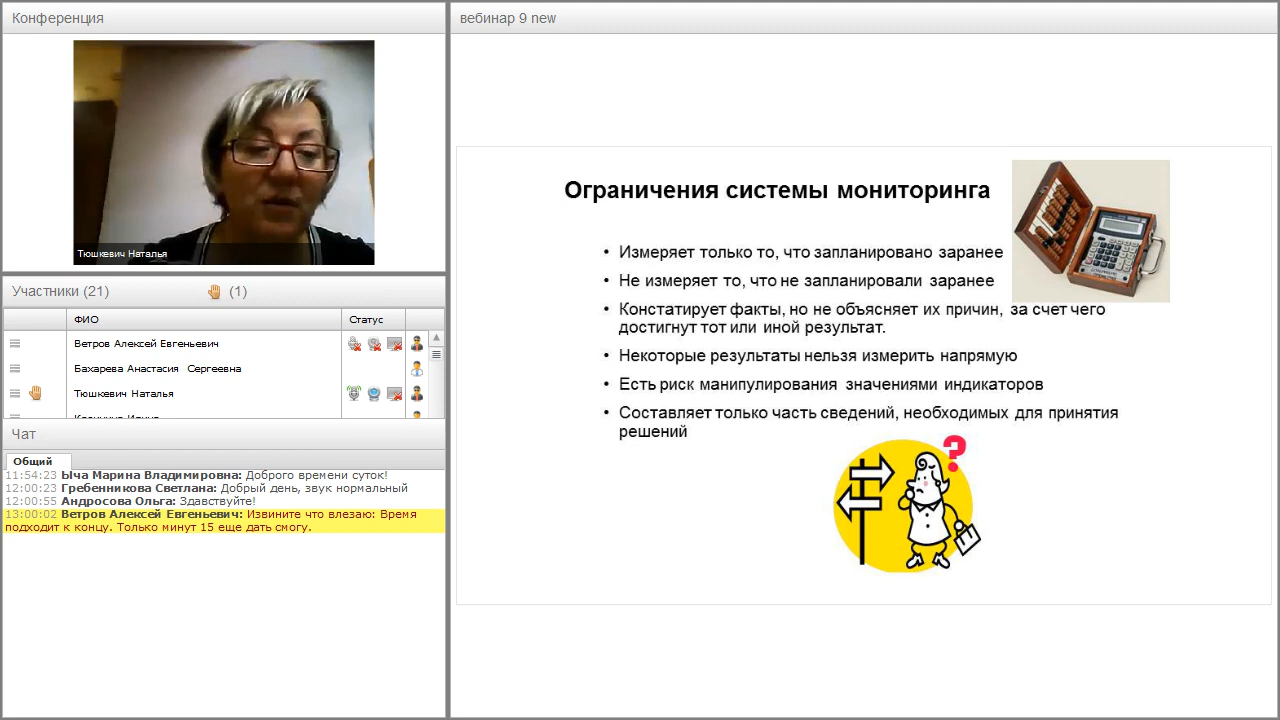 Конференция
Тюшкевич Наталья
Участники (21)
(1)
ФИО
Статус
Ветров Алексей Евгеньевич
Бахарева Анастасия Сергеевна
Тюшкевич Наталья
Чат
Общий
11:54:23 Ыча Марина Владимировна: Доброго времени суток!
12:00:23 Гребенникова Светлана: Добрый день, звук нормальный
12:00:55 Андросова Ольга: Здавствуйте!
13:00:02 Ветров Алексей Евгеньевич: Извините что влезаю: Время
подходит к концу. Только минут 15 еще дать смогу.
вебинар 9 new
Ограничения системы мониторинга
• Измеряет только то, что запланировано заранее
• Не измеряет то, что не запланировали заранее
• Констатирует факты, но не объясняет их причин, за счет чего
достигнут тот или иной результат.
• Некоторые результаты нельзя измерить напрямую
• Есть риск манипулирования значениями индикаторов
• Составляет только часть сведений, необходимых для принятия
решений
?